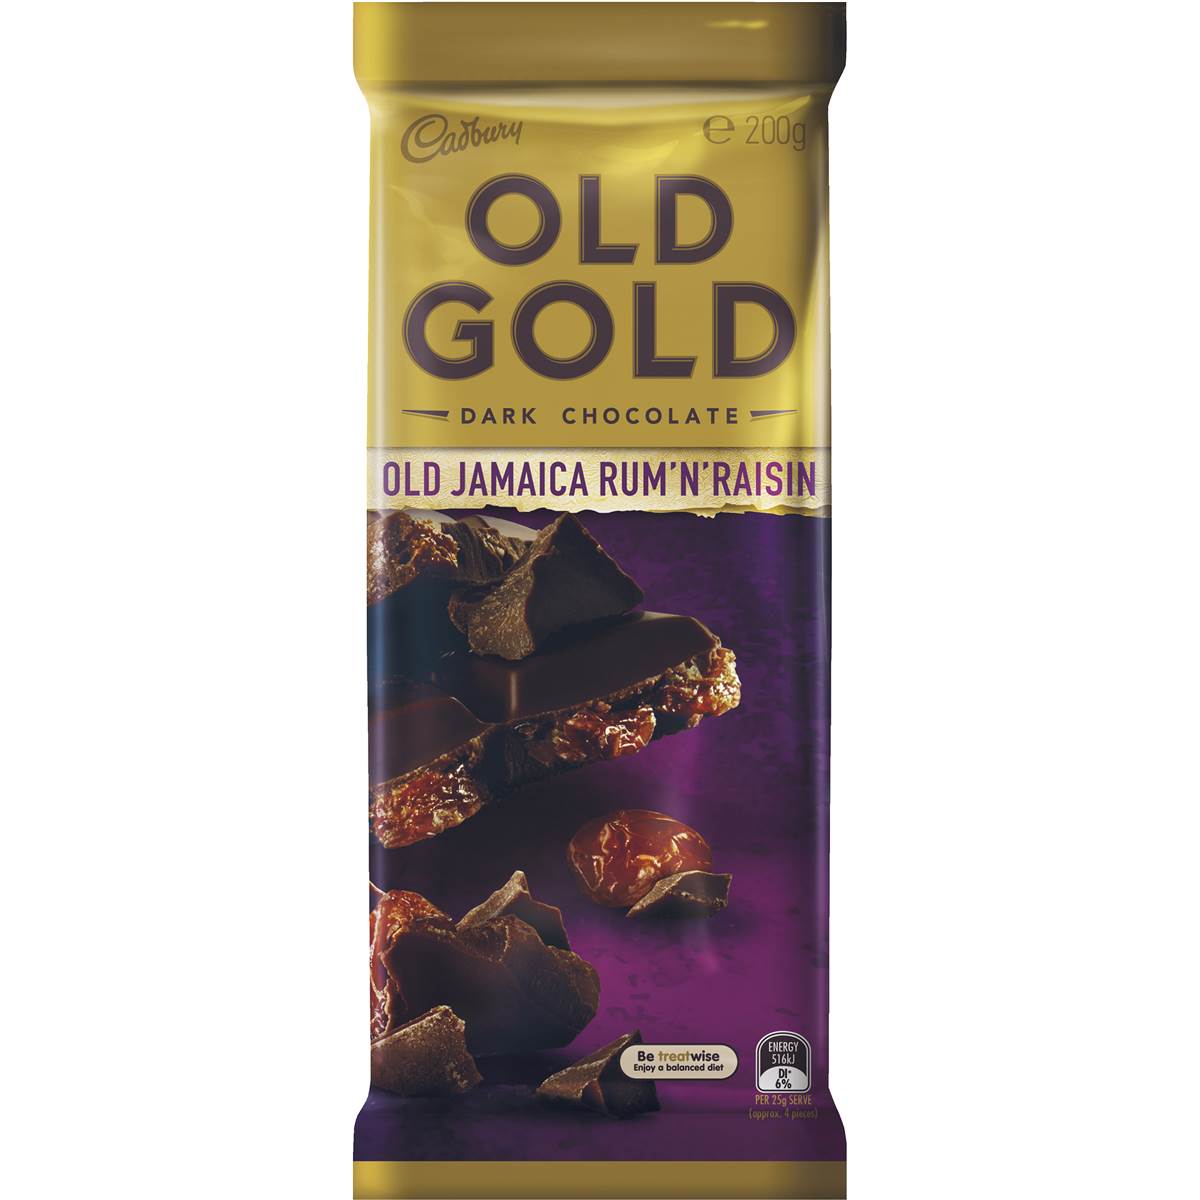 Cadbury
℮ 200g
OLD
GOLD
DARK CHOCOLATE
OLD JAMAICA RUM'N'RAISIN
Be treatwise
Enjoy a balanced diet
ENERGY
516kJ
DI*
6%
PER 25g SERVE
(approx. 4 pieces)